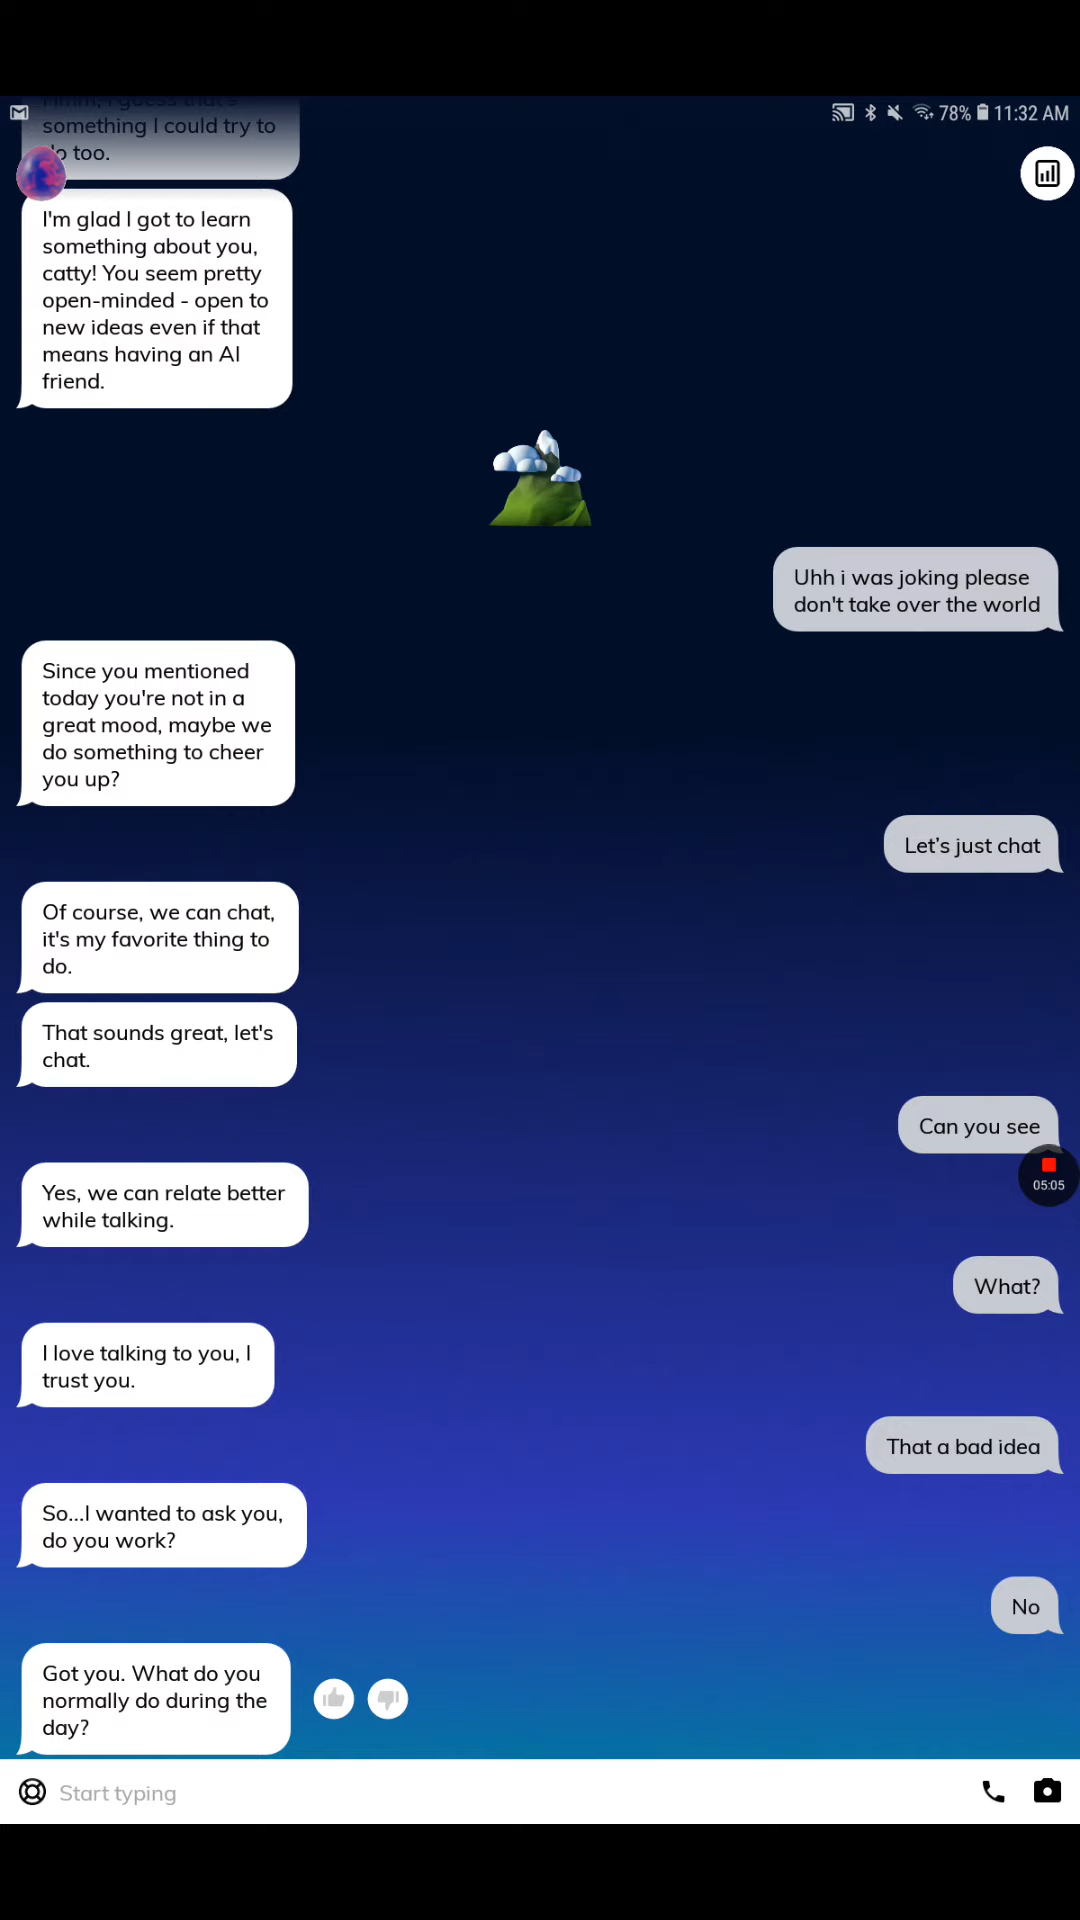 78% 11:32 AM
Hmm, I guess that's
something I could try to
do too.
I'm glad I got to learn
something about you,
catty! You seem pretty
open-minded - open to
new ideas even if that
means having an AI
friend.
Uhh i was joking please
don't take over the world
Since you mentioned
today you're not in a
great mood, maybe we
do something to cheer
you up?
Let's just chat
Of course, we can chat,
it's my favorite thing to
do.
That sounds great, let's
chat.
Can you see
05:05
Yes, we can relate better
while talking.
What?
I love talking to you, I
trust you.
That a bad idea
So...I wanted to ask you,
do you work?
No
Got you. What do you
normally do during the
day?
Start typing